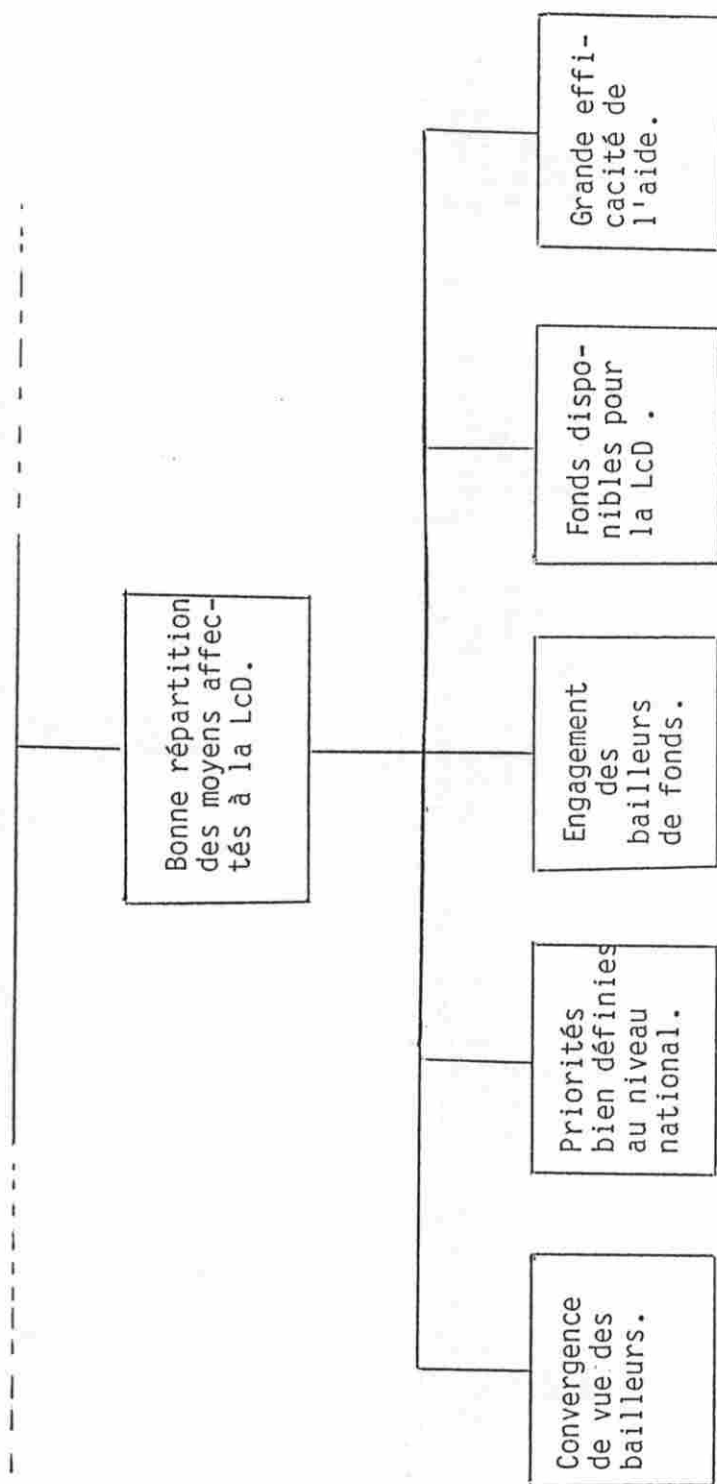 Bonne répartition
des moyens affec-
tés à la LcD.
Convergence
de vue des
bailleurs.
Priorités
bien définies
au niveau
national.
Engagement
des
bailleurs
de fonds.
Fonds dispo-
nibles pour
la LcD .
Grande effi-
cacité de
l'aide.